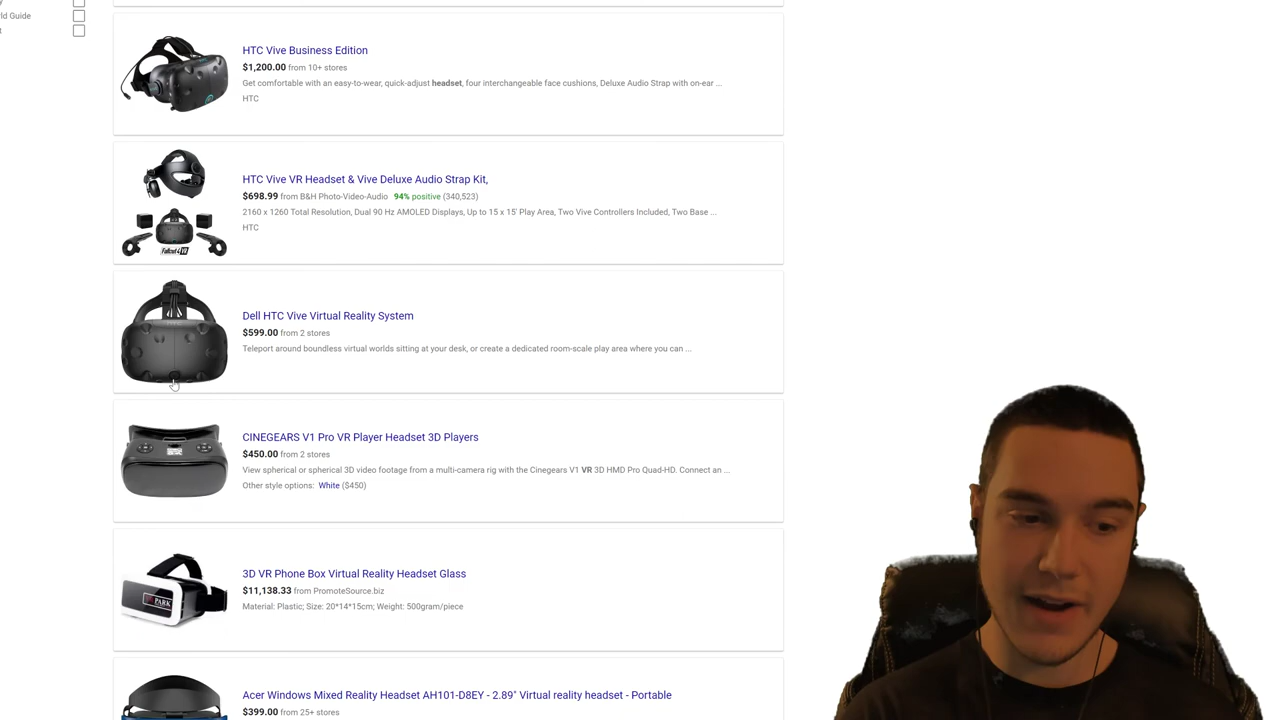 rld Guide
t
HTC Vive Business Edition
$1,200.00 from 10+ stores
Get comfortable with an easy-to-wear, quick-adjust headset, four interchangeable face cushions, Deluxe Audio Strap with on-ear ...
HTC
HTC Vive VR Headset & Vive Deluxe Audio Strap Kit,
$698.99 from B&H Photo-Video-Audio 94% positive (340,523)
2160 x 1260 Total Resolution, Dual 90 Hz AMOLED Displays, Up to 15 x 15' Play Area, Two Vive Controllers Included, Two Base ...
HTC
Fallout 4 VR
Dell HTC Vive Virtual Reality System
$599.00 from 2 stores
Teleport around boundless virtual worlds sitting at your desk, or create a dedicated room-scale play area where you can ...
CINEGEARS V1 Pro VR Player Headset 3D Players
$450.00 from 2 stores
View spherical or spherical 3D video footage from a multi-camera rig with the Cinegears V1 VR 3D HMD Pro Quad-HD. Connect an ...
Other style options: White ($450)
3D VR Phone Box Virtual Reality Headset Glass
$11,138.33 from PromoteSource.biz
Material: Plastic; Size: 20*14*15cm; Weight: 500gram/piece
Acer Windows Mixed Reality Headset AH101-D8EY - 2.89" Virtual reality headset - Portable
$399.00 from 25+ stores